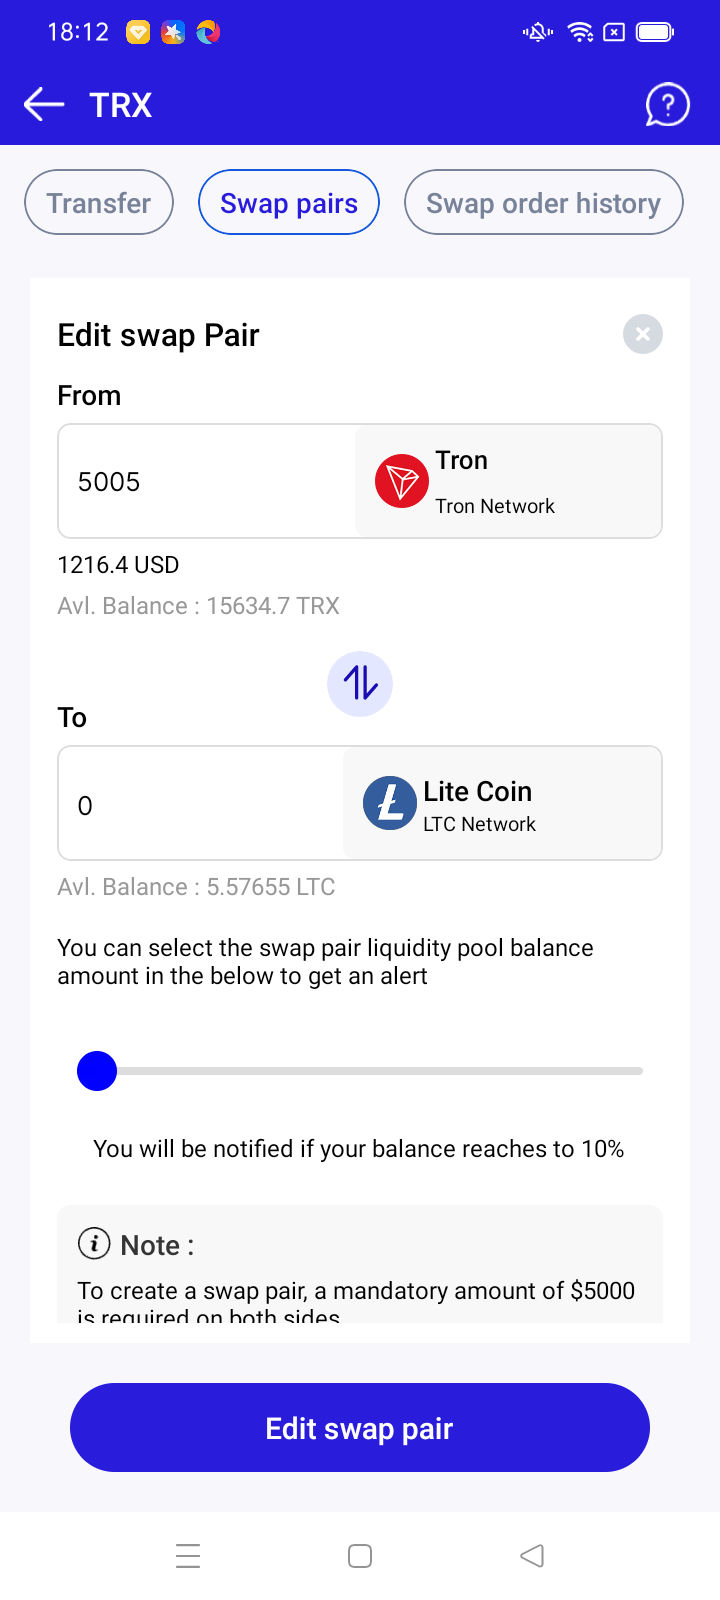 18:12
TRX
Transfer
Swap pairs
Swap order history
Edit swap Pair
From
5005
Tron
Tron Network
1216.4 USD
Avl. Balance : 15634.7 TRX
To
0
Lite Coin
LTC Network
Avl. Balance : 5.57655 LTC
You can select the swap pair liquidity pool balance
amount in the below to get an alert
You will be notified if your balance reaches to 10%
Note :
To create a swap pair, a mandatory amount of $5000
is required on both sides
Edit swap pair